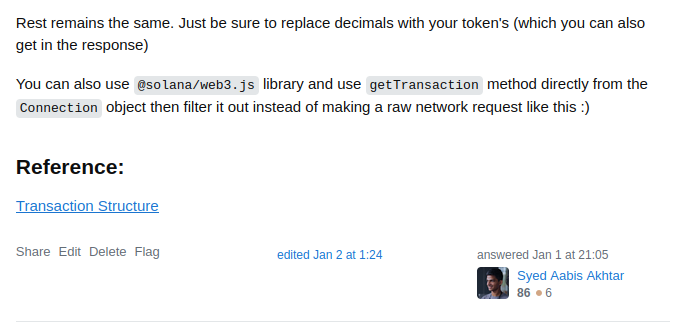 Rest remains the same. Just be sure to replace decimals with your token's (which you can also
get in the response)
You can also use @solana/web3.js library and use getTransaction method directly from the
Connection object then filter it out instead of making a raw network request like this :)
Reference:
Transaction Structure
Share Edit Delete Flag
edited Jan 2 at 1:24
answered Jan 1 at 21:05
Syed Aabis Akhtar
86 ● 6